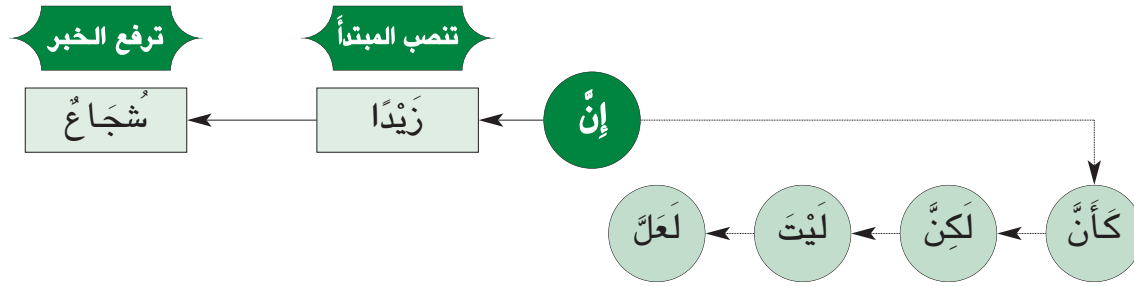 تنصب المبتدأ
ترفع الخبر
إِنَّ
زَيْدًا
شُجَاعٌ
كَأَنَّ
لَكِنَّ
لَيْتَ
لَعَلَّ